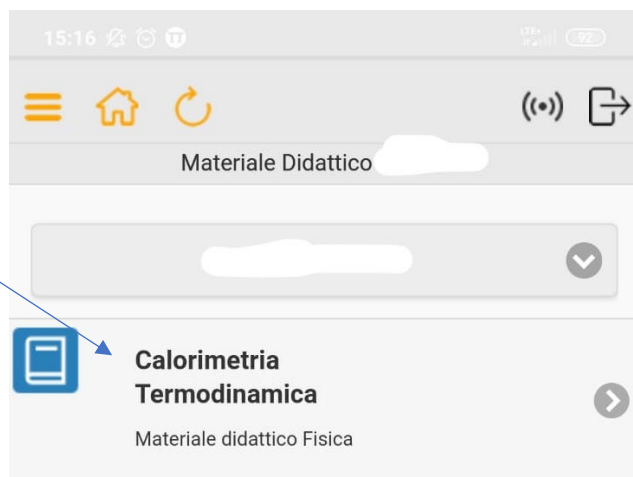 15:16
92
Materiale Didattico
Calorimetria
Termodinamica
Materiale didattico Fisica